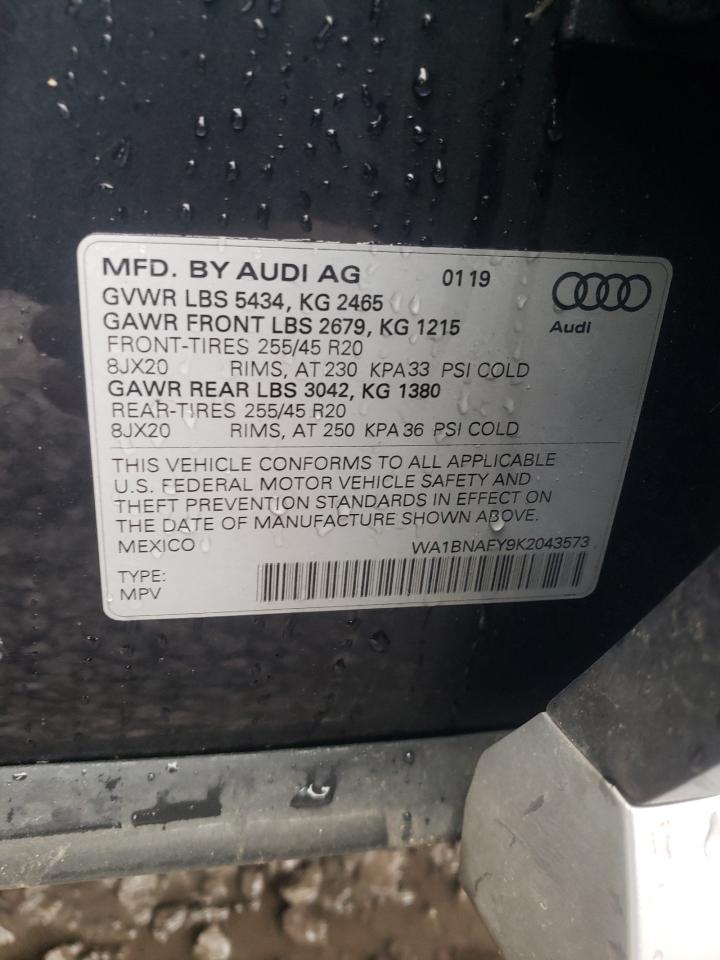 MFD. BY AUDI AG 01 19
GVWR LBS 5434, KG 2465
GAWR FRONT LBS 2679, KG 1215
Audi
FRONT-TIRES 255/45 R20
8JX20 RIMS, AT 230 KPA33 PSI COLD
GAWR REAR LBS 3042, KG 1380
REAR-TIRES 255/45 R20
8JX20 RIMS, AT 250 KPA 36 PSI COLD
THIS VEHICLE CONFORMS TO ALL APPLICABLE
U.S. FEDERAL MOTOR VEHICLE SAFETY AND
THEFT PREVENTION STANDARDS IN EFFECT ON
THE DATE OF MANUFACTURE SHOWN ABOVE.
MEXICO WA1BNAFY9K2043573
TYPE:
MPV